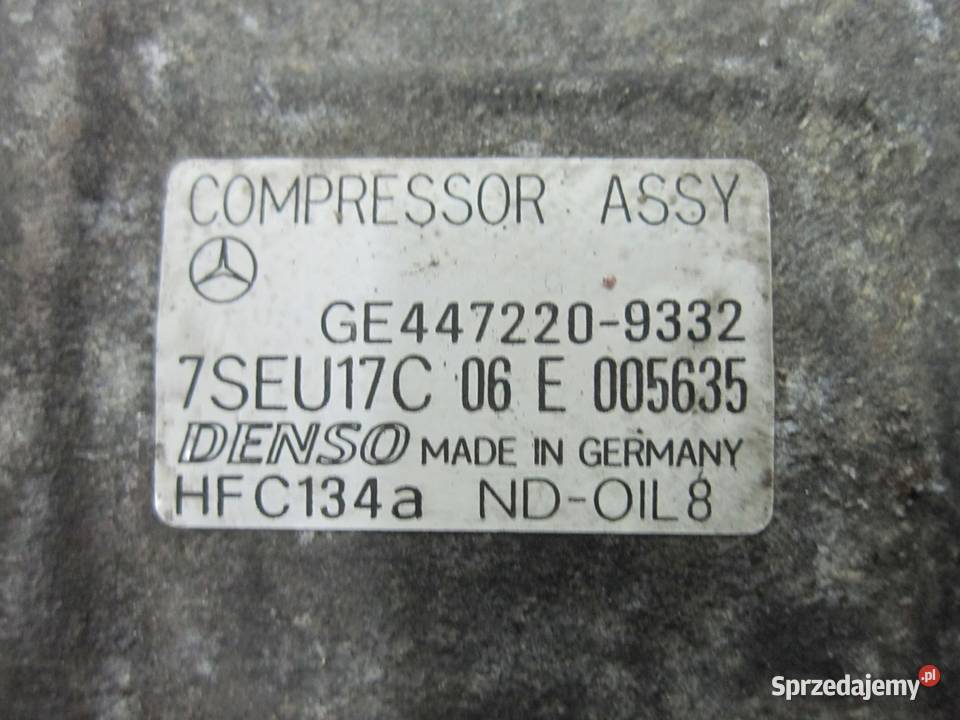 COMPRESSOR ASSY
GE447220-9332
7SEU17C 06 E 005635
DENSO MADE IN GERMANY
HFC134a ND-OIL8
Sprzedajemy.pl